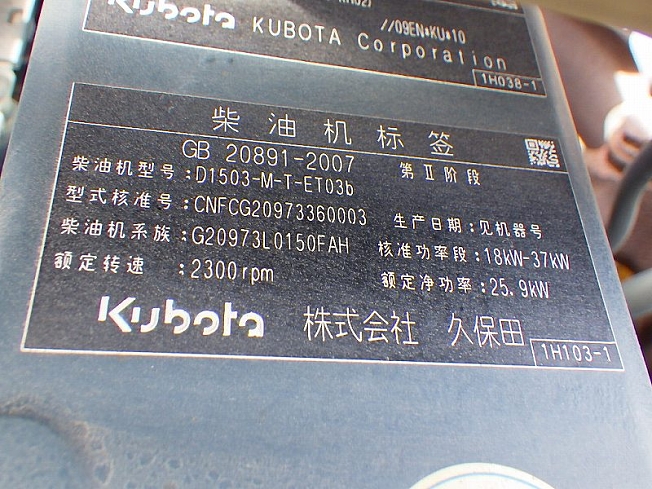 Kubota //09EN*KU*10
KUBOTA Corporation
1H038-1
柴油机标签
GB 20891-2007 第Ⅱ阶段
柴油机型号:D1503-M-T-ET03b
型式核准号:CNFCG20973360003 生产日期:见机器号
柴油机系族:G20973L0150FAH 核准功率段:18kW-37kW
额定转速 :2300rpm 额定净功率:25.9kW
Kubota 株式会社 久保田
1H103-1